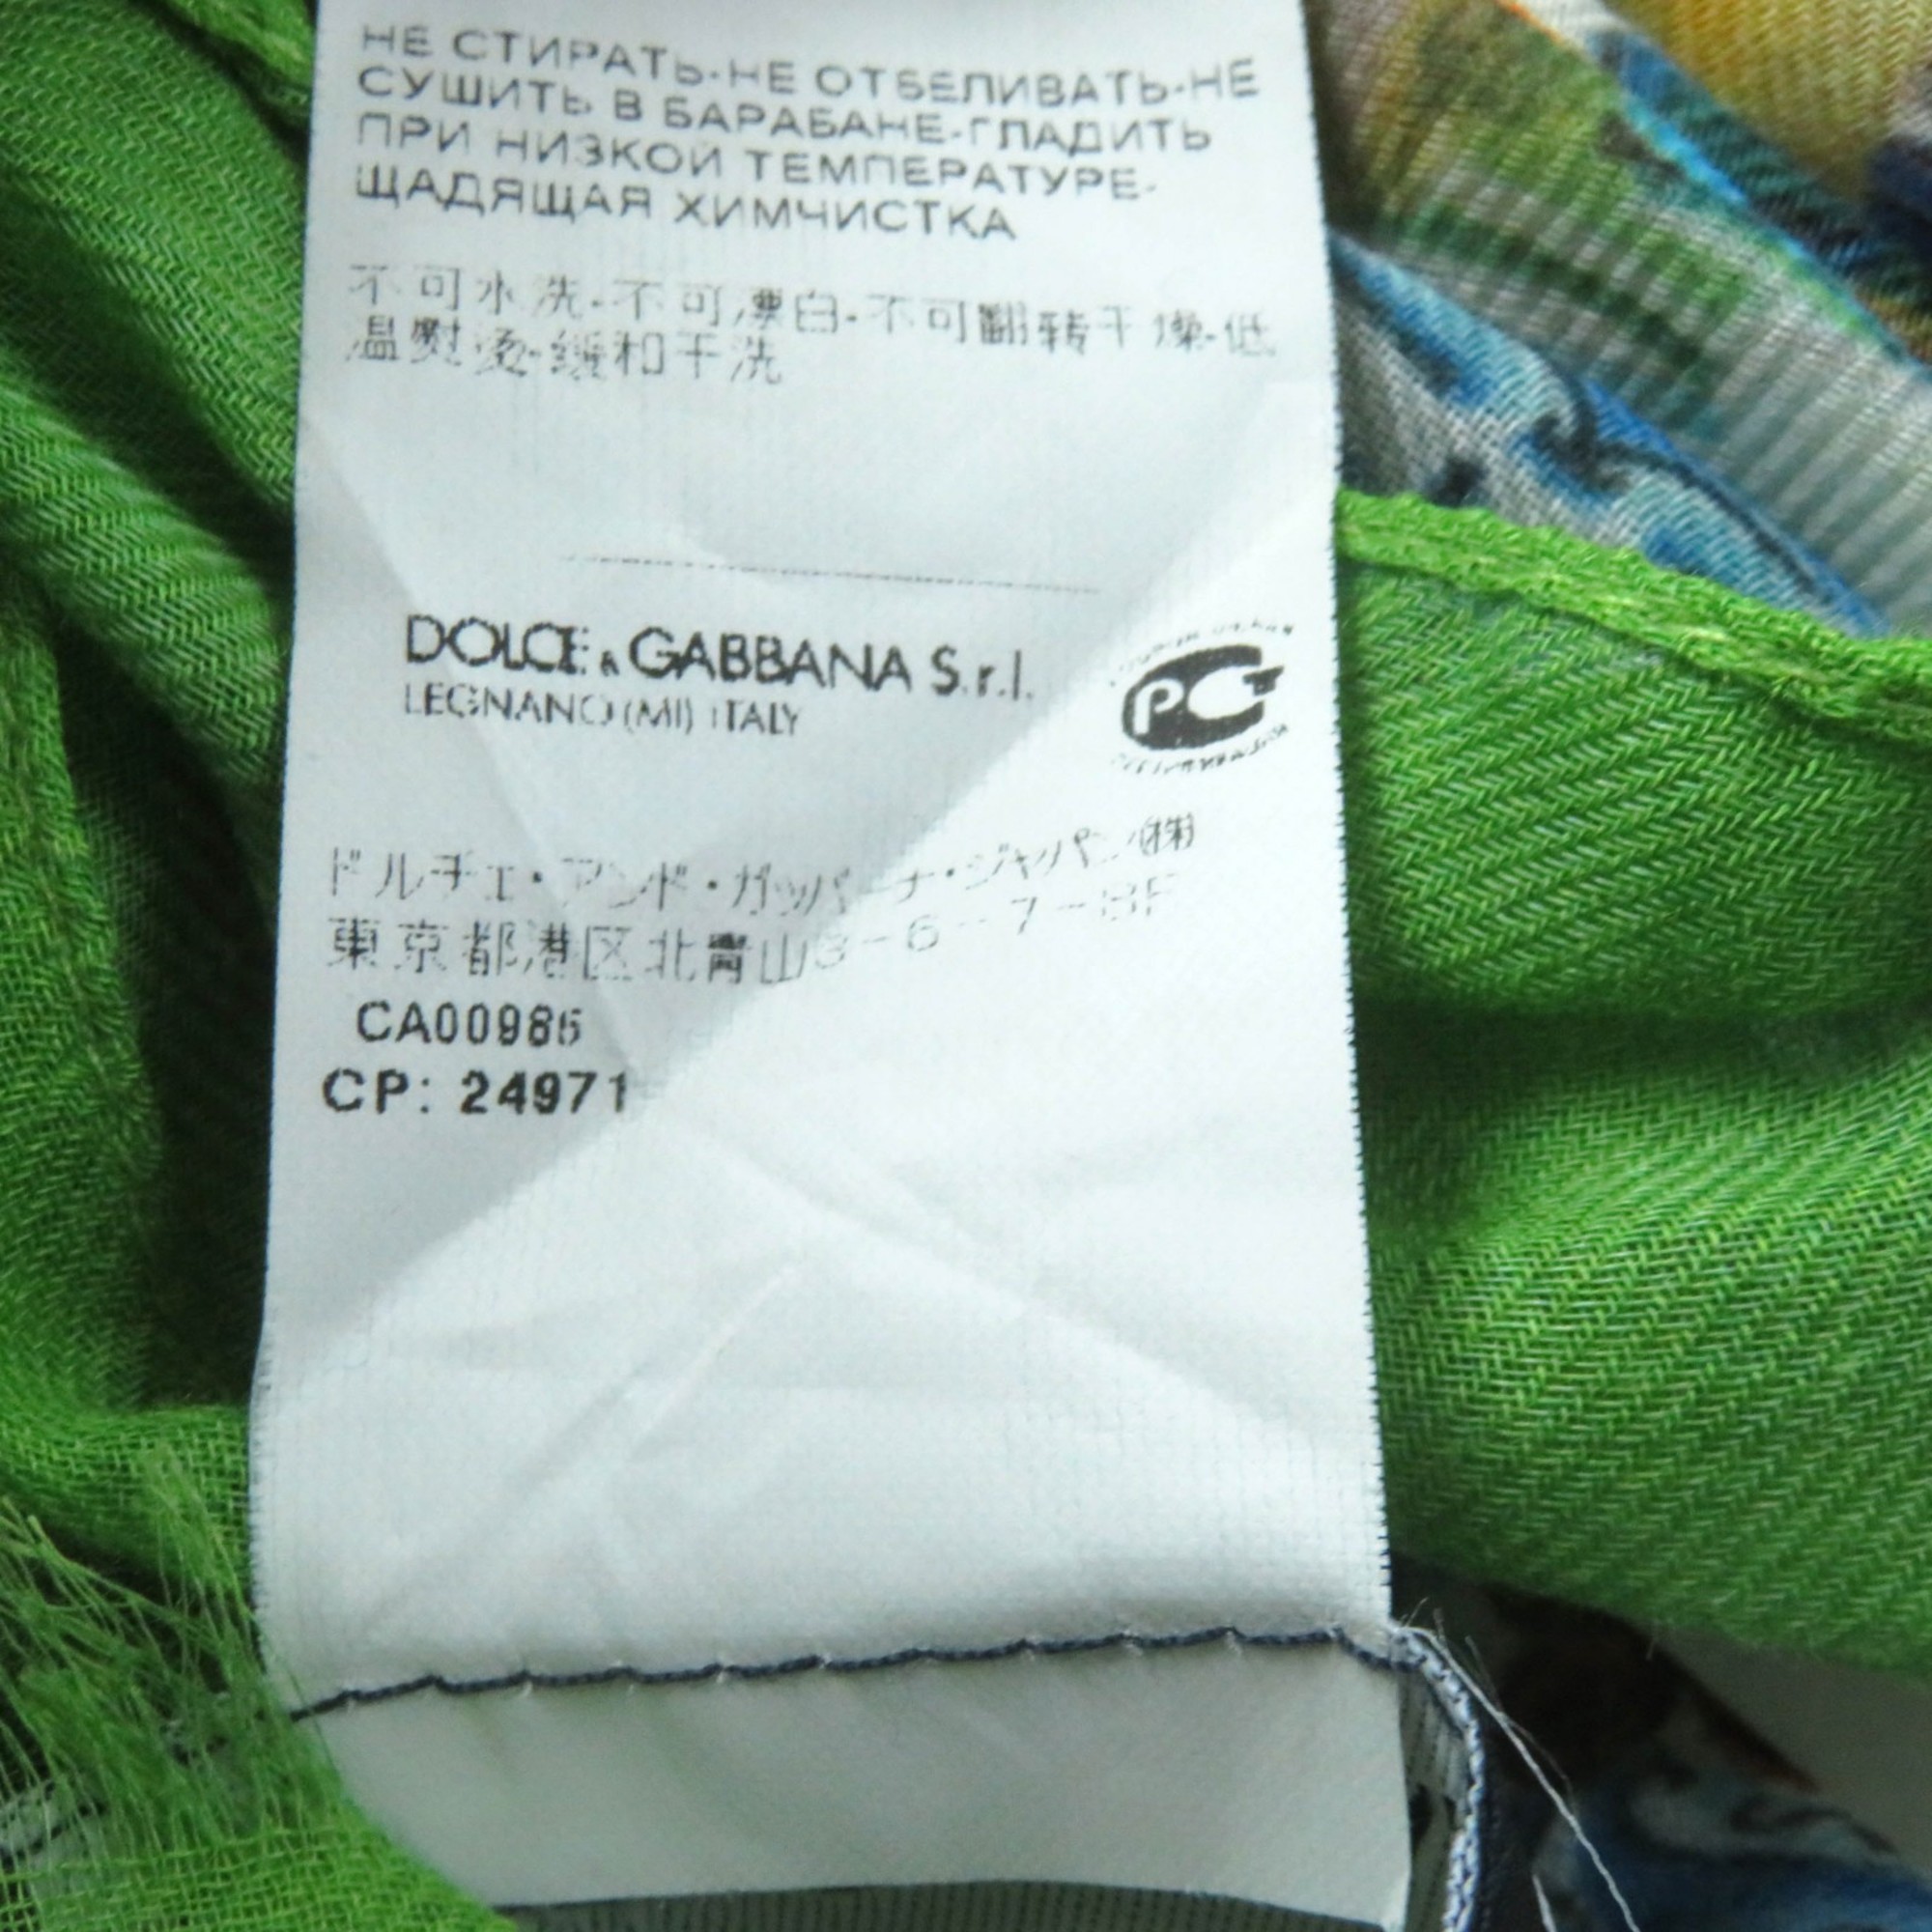 НЕ СТИРАТЬ-НЕ ОТБЕЛИВАТЬ-НЕ
СУШИТЬ В БАРАБАНЕ-ГЛАДИТЬ
ПРИ НИЗКОЙ ТЕМПЕРАТУРЕ-
ЩАДЯЩАЯ ХИМЧИСТКА
不可水洗-不可漂白-不可翻转干燥-低
温熨烫-缓和干洗
DOLCE & GABBANA S.r.l.
LEGNANO (MI) ITALY
РСТ
ドルチェ・アンド・ガッバーナ・ジャパン(株)
東京都港区北青山3-6-7-8F
CA00986
CP: 24971